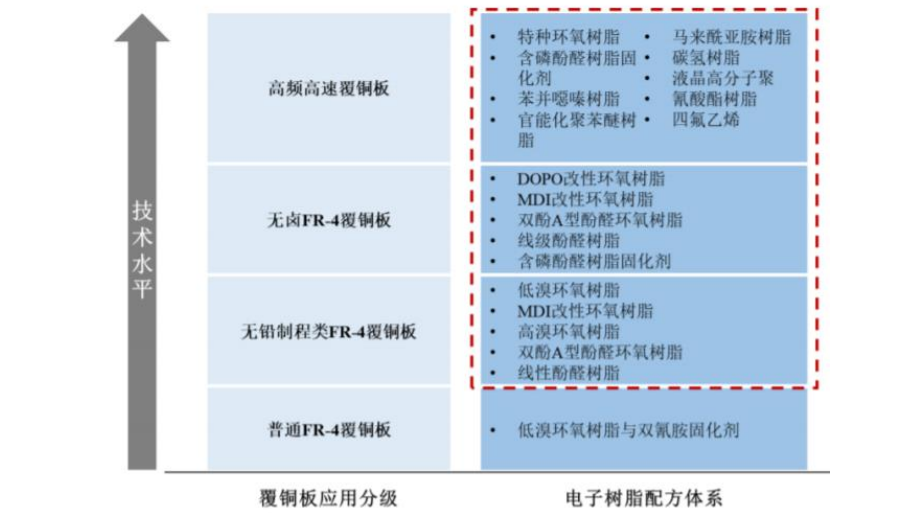 技术水平
高频高速覆铜板
• 特种环氧树脂
• 含磷酚醛树脂固
化剂
• 苯并噁嗪树脂
• 官能化聚苯醚树
脂
• 马来酰亚胺树脂
• 碳氢树脂
• 液晶高分子聚
• 氰酸酯树脂
• 四氟乙烯
无卤FR-4覆铜板
• DOPO改性环氧树脂
• MDI改性环氧树脂
• 双酚A型酚醛环氧树脂
• 线级酚醛树脂
• 含磷酚醛树脂固化剂
无铅制程类FR-4覆铜板
• 低溴环氧树脂
• MDI改性环氧树脂
• 高溴环氧树脂
• 双酚A型酚醛环氧树脂
• 线性酚醛树脂
普通FR-4覆铜板
• 低溴环氧树脂与双氰胺固化剂
覆铜板应用分级
电子树脂配方体系